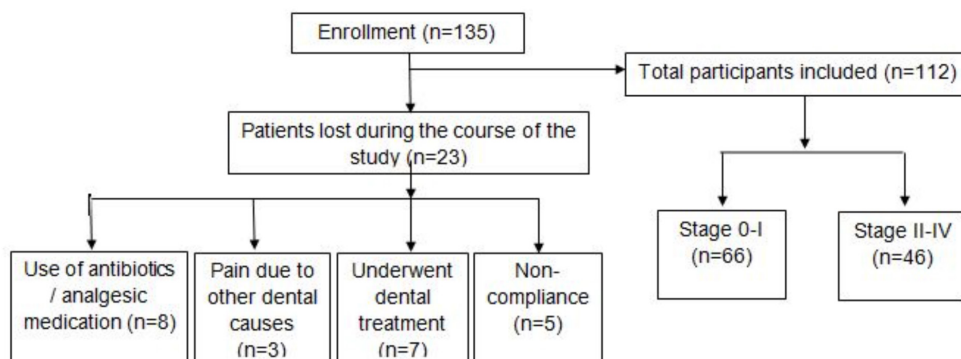 Enrollment (n=135)
Total participants included (n=112)
Patients lost during the course of the
study (n=23)
Stage 0-I
(n=66)
Stage II-IV
(n=46)
Use of antibiotics
/ analgesic
medication (n=8)
Pain due to
other dental
causes
(n=3)
Underwent
dental
treatment
(n=7)
Non-
compliance
(n=5)